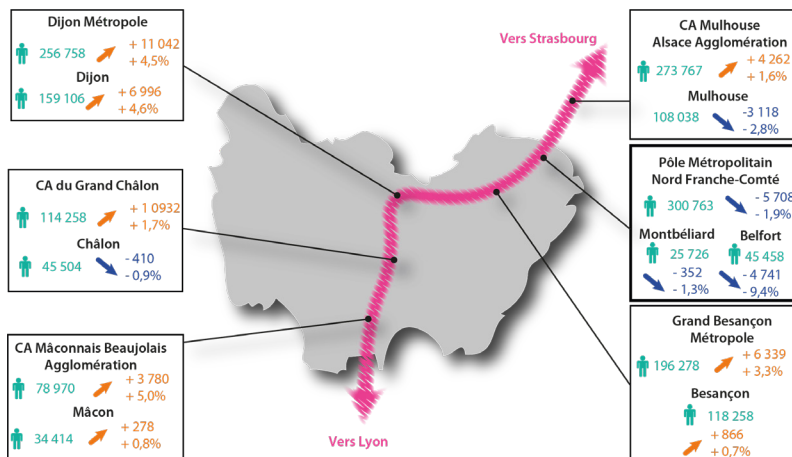 Dijon Métropole
256 758
+ 11 042
+ 4,5%
Dijon
159 106
+ 6 996
+ 4,6%
CA du Grand Châlon
114 258
+ 1 0932
+ 1,7%
Châlon
45 504
- 410
- 0,9%
CA Mâconnais Beaujolais
Agglomération
78 970
+ 3 780
+ 5,0%
Mâcon
34 414
+ 278
+ 0,8%
Vers Strasbourg
Vers Lyon
CA Mulhouse
Alsace Agglomération
273 767
+ 4 262
+ 1,6%
Mulhouse
108 038
-3 118
- 2,8%
Pôle Métropolitain
Nord Franche-Comté
300 763
- 5 708
- 1,9%
Montbéliard
25 726
- 352
- 1,3%
Belfort
45 458
- 4 741
- 9,4%
Grand Besançon
Métropole
196 278
+ 6 339
+ 3,3%
Besançon
118 258
+ 866
+ 0,7%